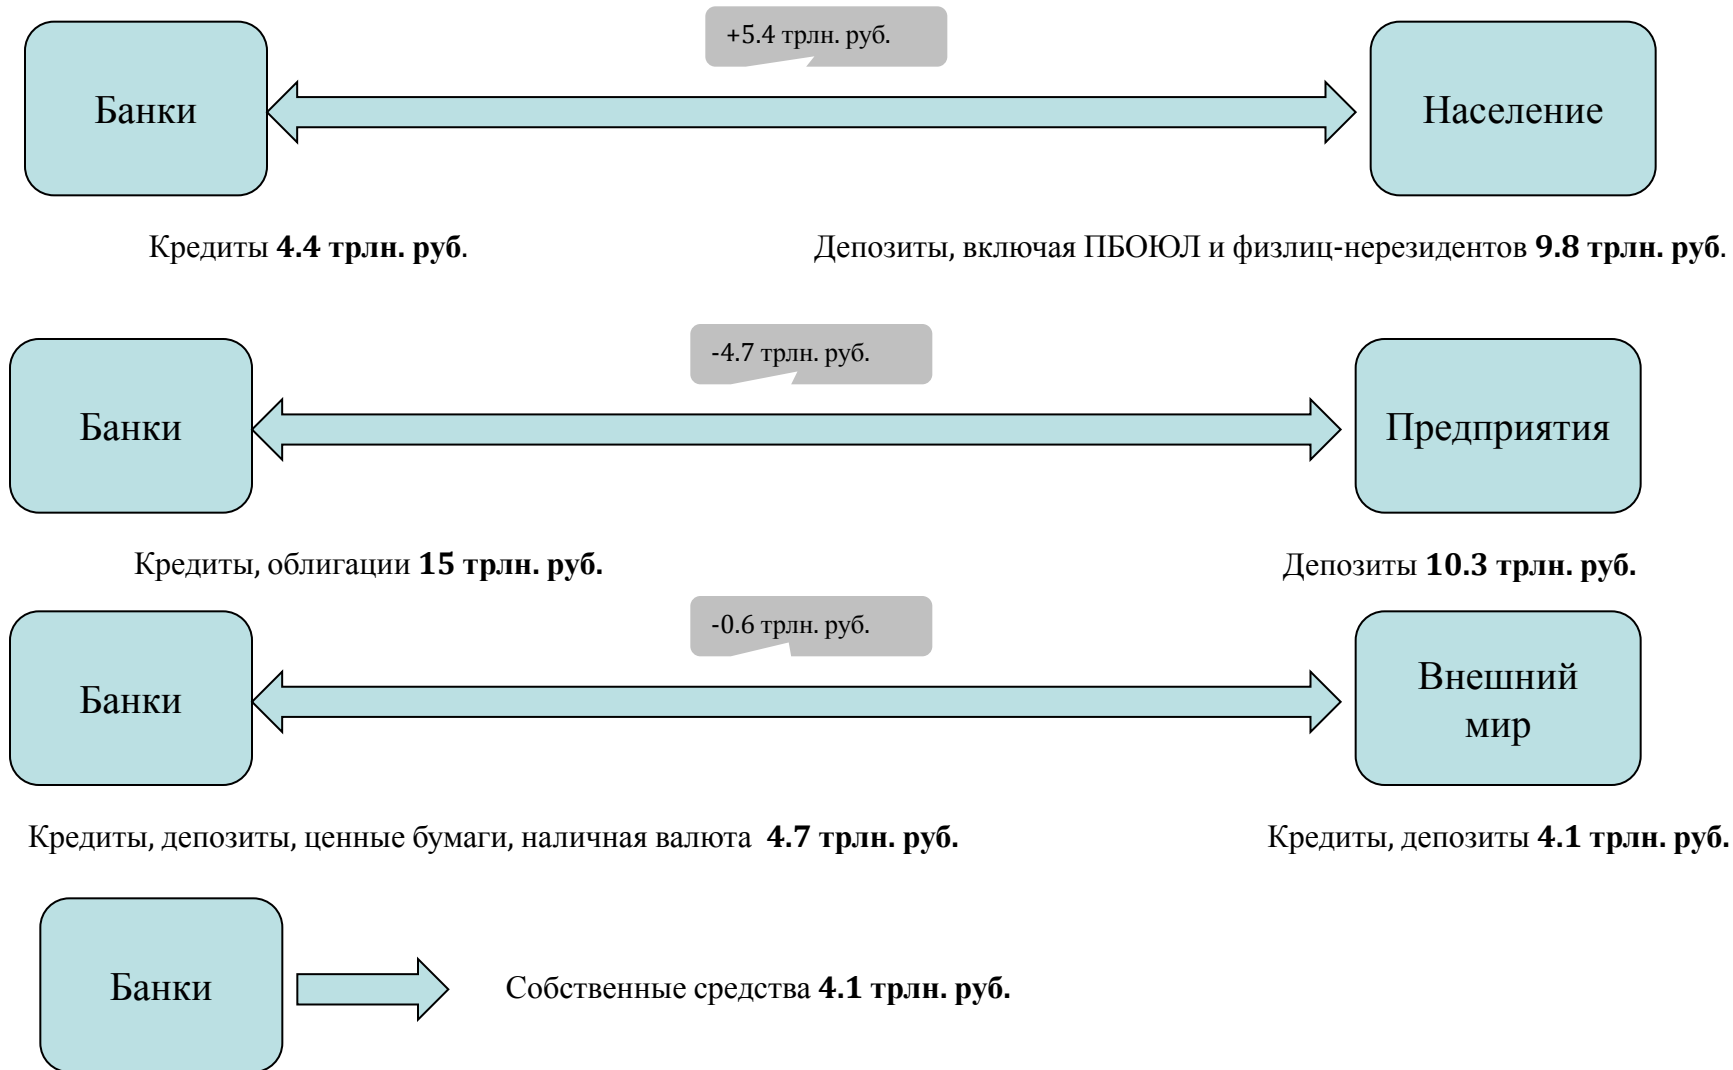 +5.4 трлн. руб.
Банки
Население
Кредиты 4.4 трлн. руб.
Депозиты, включая ПБОЮЛ и физлиц-нерезидентов 9.8 трлн. руб.
-4.7 трлн. руб.
Банки
Предприятия
Кредиты, облигации 15 трлн. руб.
Депозиты 10.3 трлн. руб.
-0.6 трлн. руб.
Банки
Внешний
мир
Кредиты, депозиты, ценные бумаги, наличная валюта 4.7 трлн. руб.
Кредиты, депозиты 4.1 трлн. руб.
Банки
Собственные средства 4.1 трлн. руб.